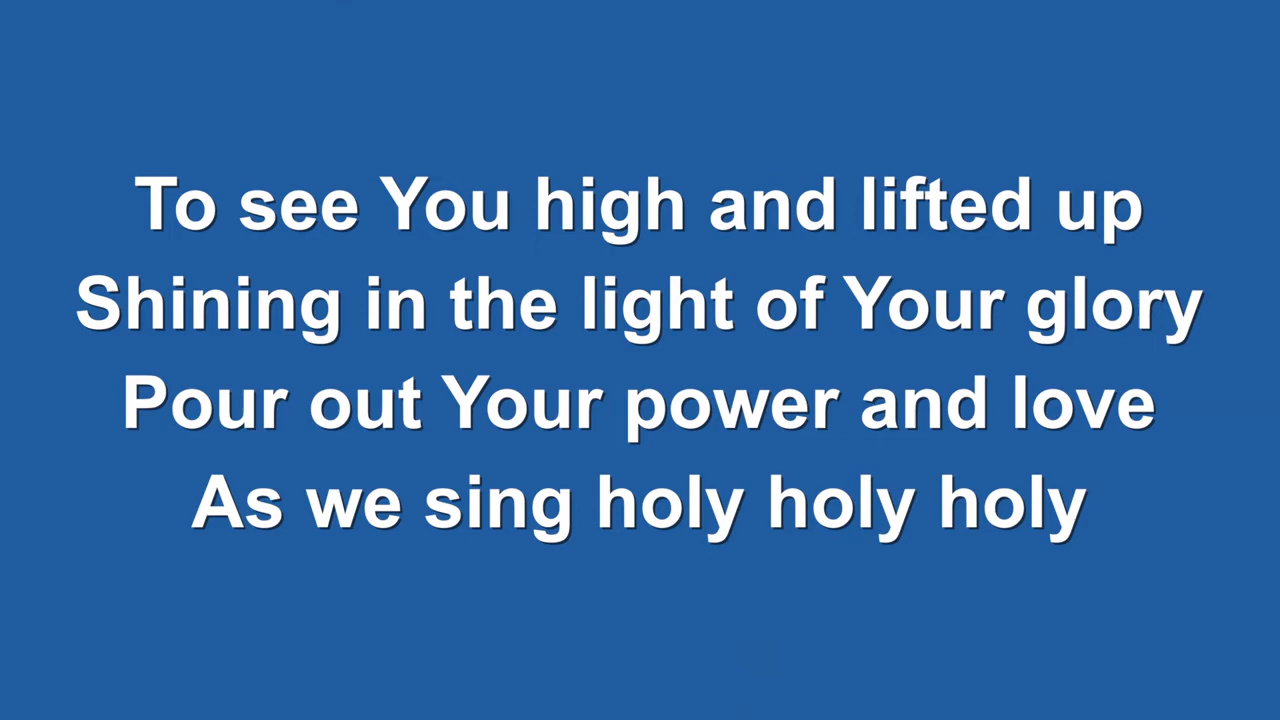 To see You high and lifted up
Shining in the light of Your glory
Pour out Your power and love
As we sing holy holy holy